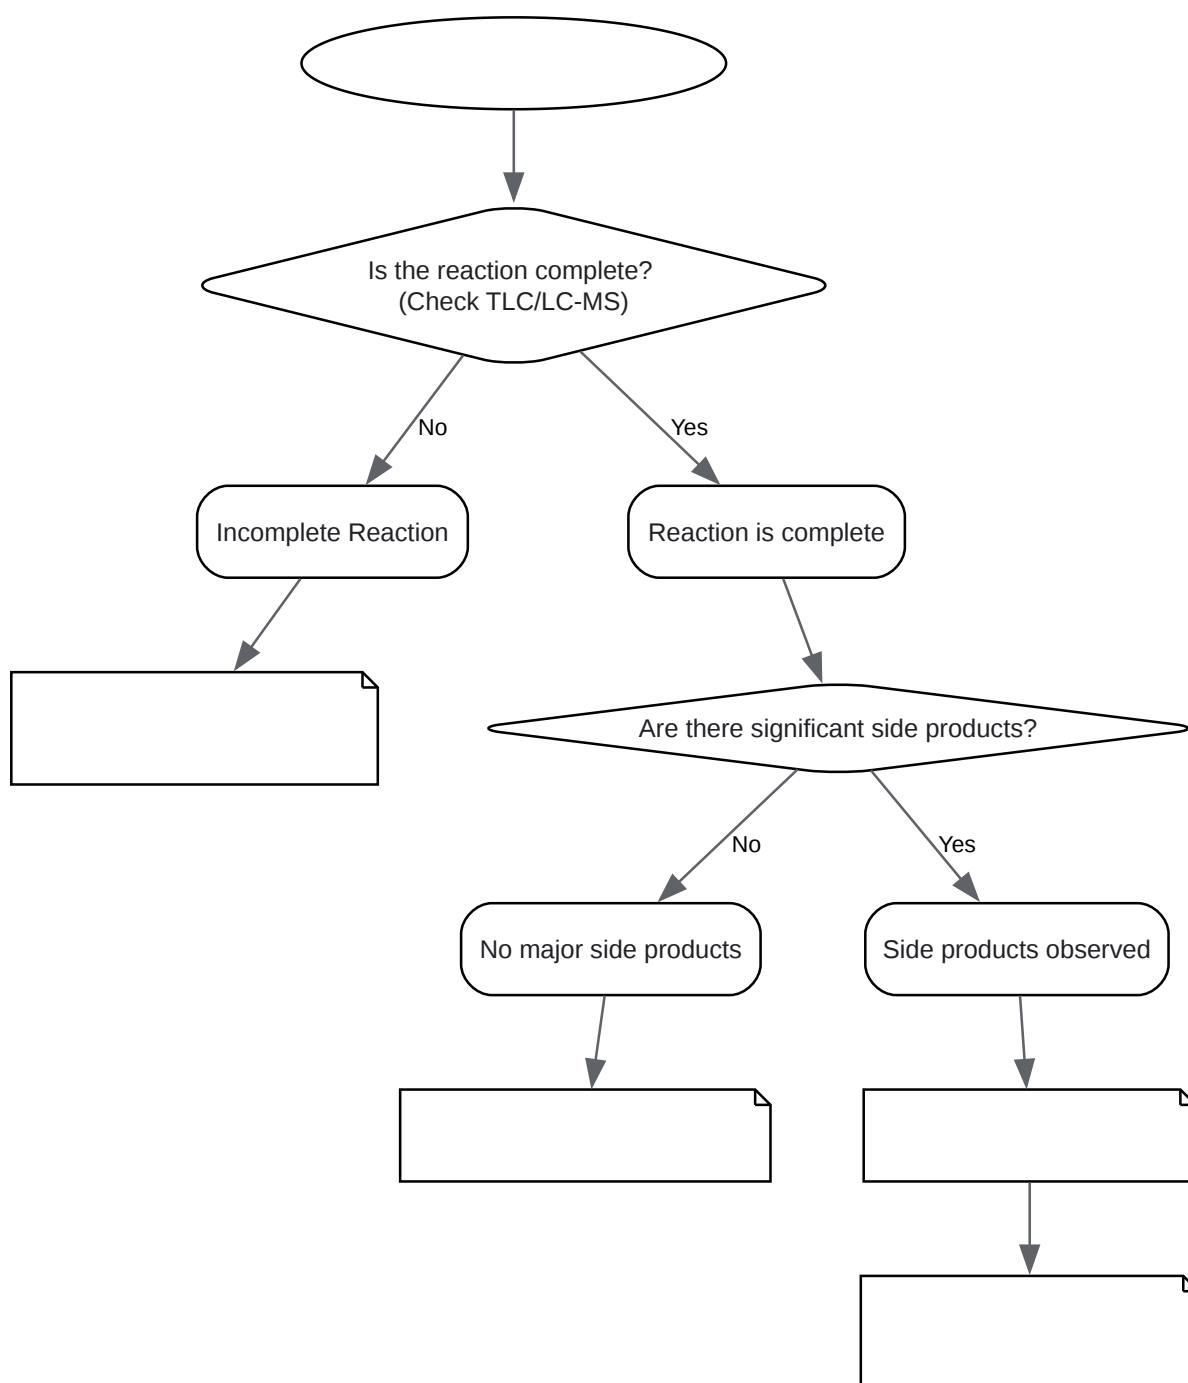 Is the reaction complete?
(Check TLC/LC-MS)
No
Yes
Incomplete Reaction
Reaction is complete
Are there significant side products?
No
Yes
No major side products
Side products observed